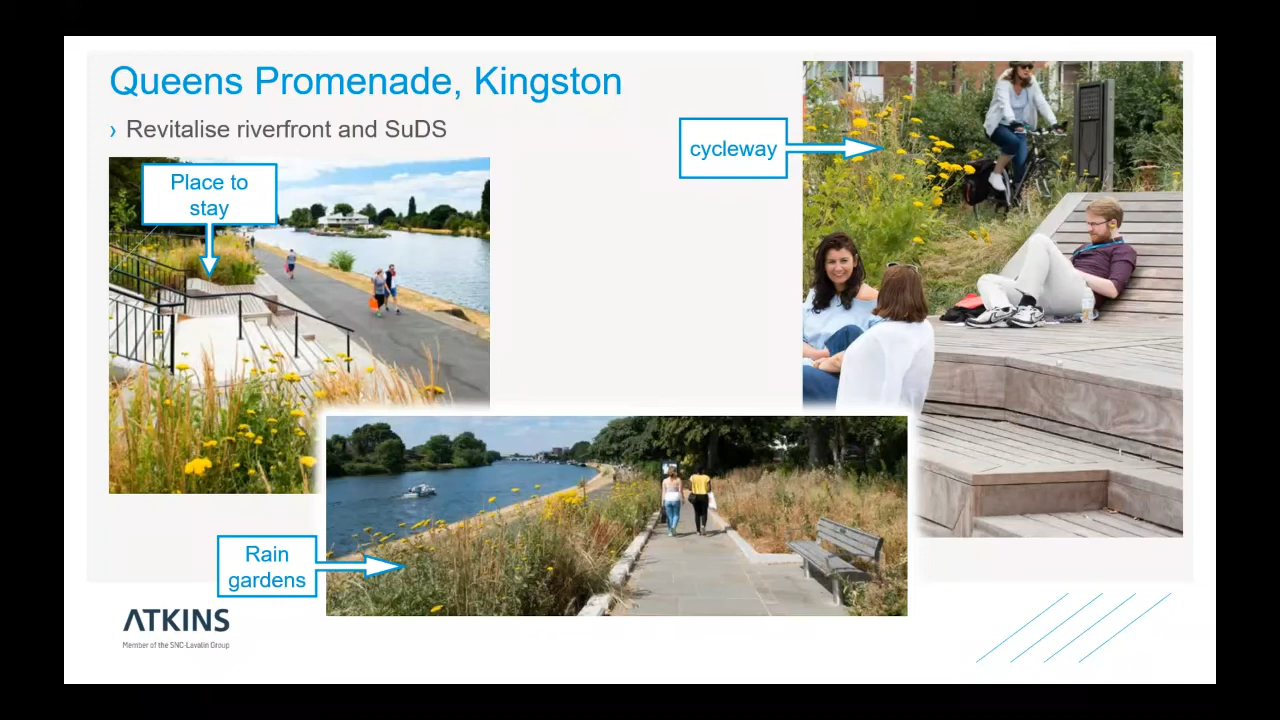 Queens Promenade, Kingston
› Revitalise riverfront and SuDS
Place to
stay
cycleway
Rain
gardens
ATKINS
Member of the SNC-Lavalin Group